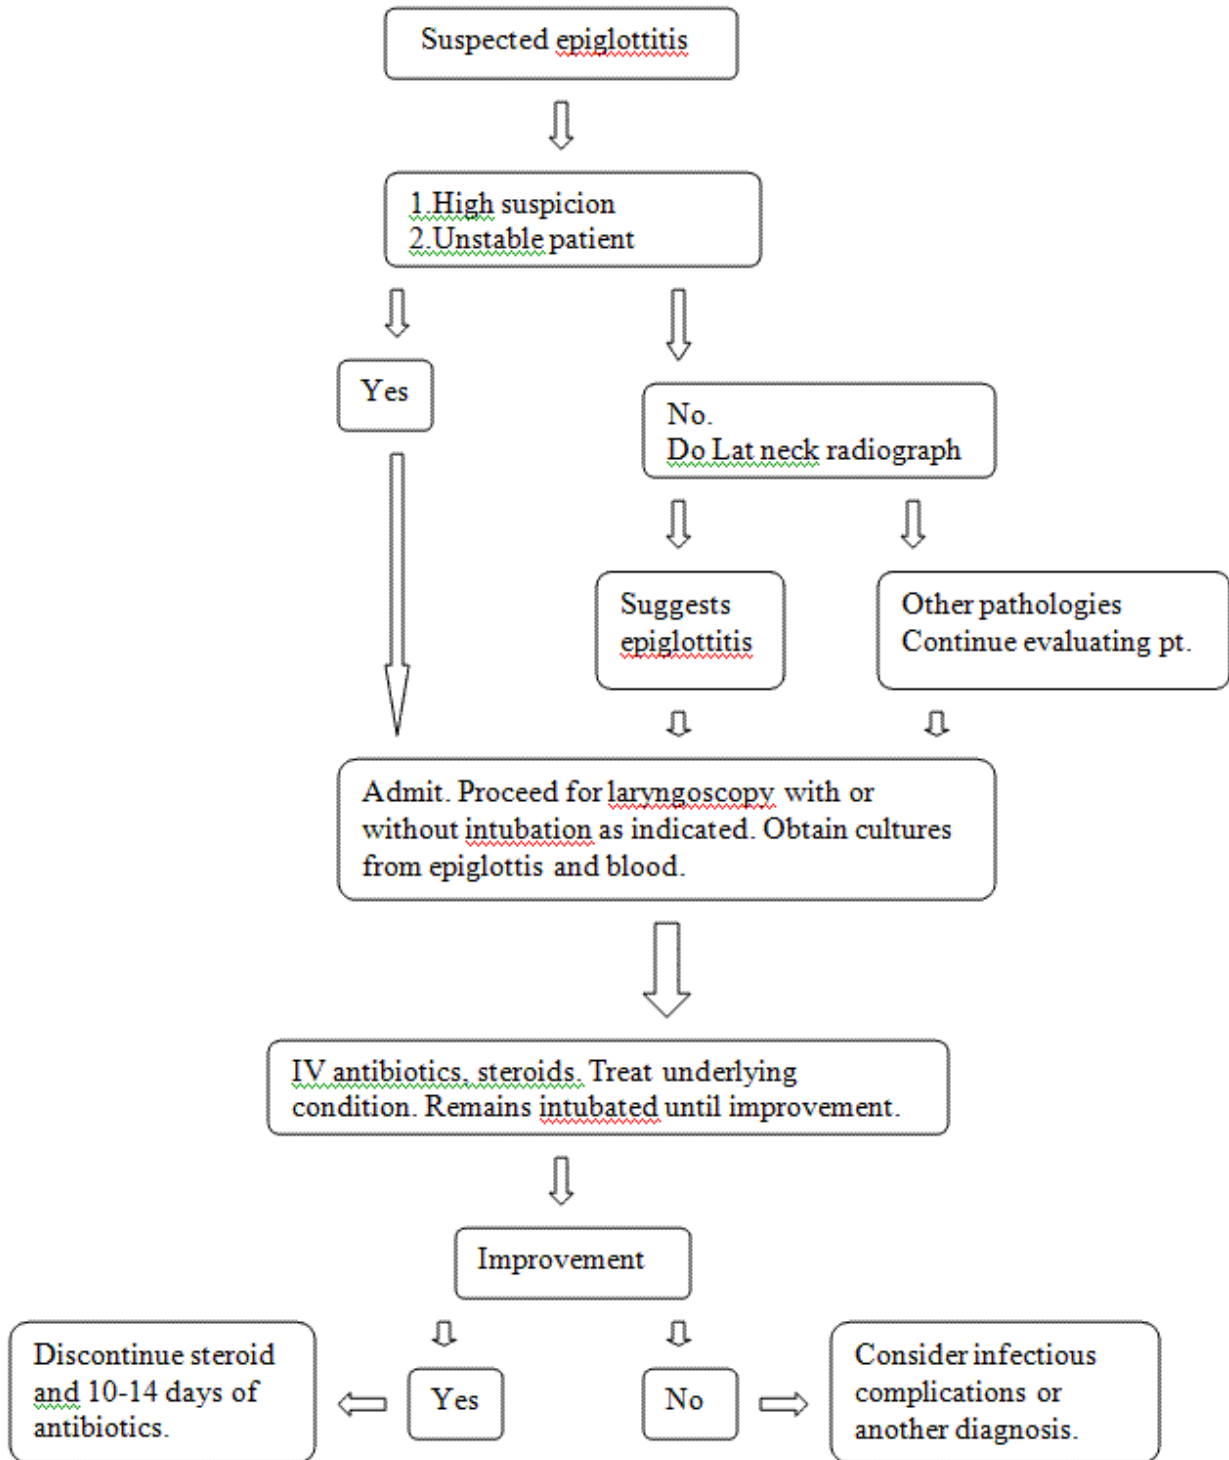 Suspected epiglottitis
1.High suspicion
2.Unstable patient
Yes
No.
Do Lat neck radiograph
Suggests
epiglottitis
Other pathologies
Continue evaluating pt.
Admit. Proceed for laryngoscopy with or
without intubation as indicated. Obtain cultures
from epiglottis and blood.
IV antibiotics, steroids. Treat underlying
condition. Remains intubated until improvement.
Improvement
Discontinue steroid
and 10-14 days of
antibiotics.
Yes
No
Consider infectious
complications or
another diagnosis.